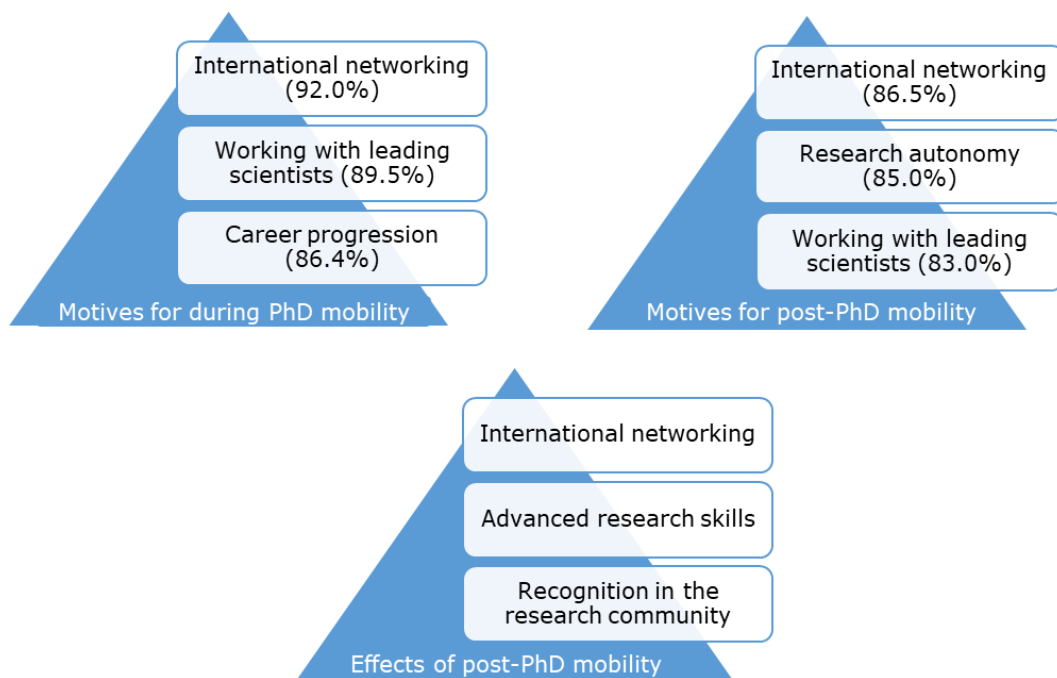 International networking
(92.0%)
Working with leading
scientists (89.5%)
Career progression
(86.4%)
Motives for during PhD mobility
International networking
(86.5%)
Research autonomy
(85.0%)
Working with leading
scientists (83.0%)
Motives for post-PhD mobility
International networking
Advanced research skills
Recognition in the
research community
Effects of post-PhD mobility